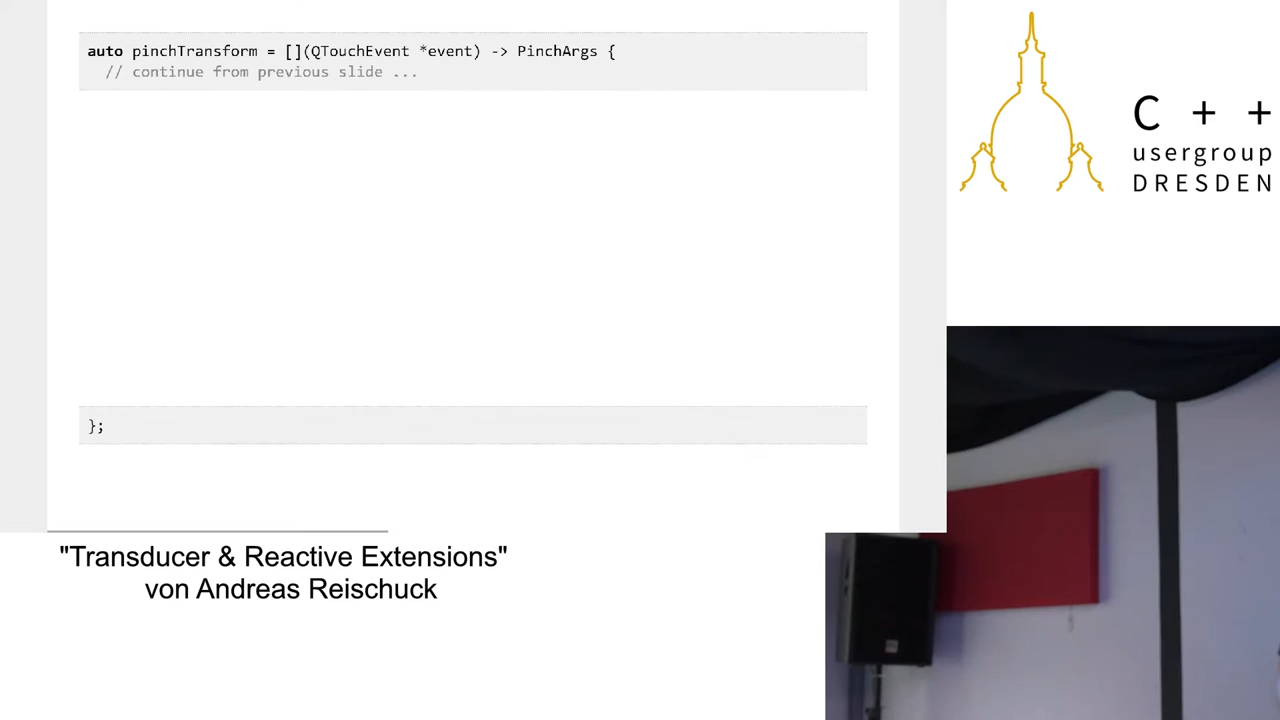 auto pinchTransform = [](QTouchEvent *event) -> PinchArgs {
// continue from previous slide ...
};
C + +
usergroup
DRESDEN
"Transducer & Reactive Extensions"
von Andreas Reischuck